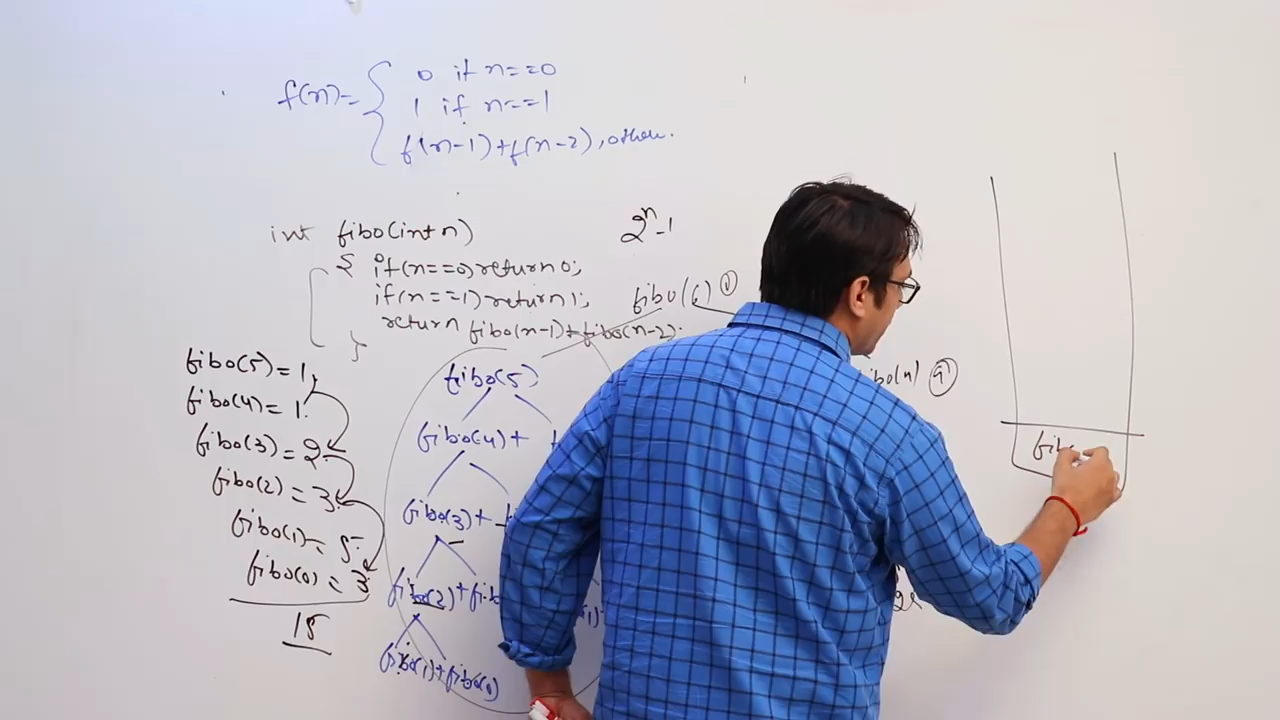 f(n)= { 0 if n==0
1 if n==1
f(n-1)+f(n-2), other.
int fibo(int n)
{ if(n==0) return 0;
if(n==1) return 1;
return fibo(n-1)+fibo(n-2);
}
2^n-1
fibo(6) ①
fibo(5)=1
fibo(4)=1
fibo(3)=2
fibo(2)=3
fibo(1)=5
fibo(0)=3
15
fibo(5)
fibo(4)+
fibo(3)+
fibo(2)+fib
fibo(1)+fibo(0)
ibo(4) ⑨
fibo